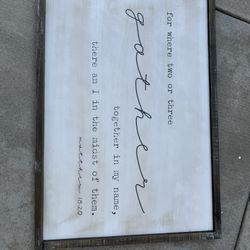 for where two or three
gather
together in my name,
there am I in the midst of them.
matthew 18:20